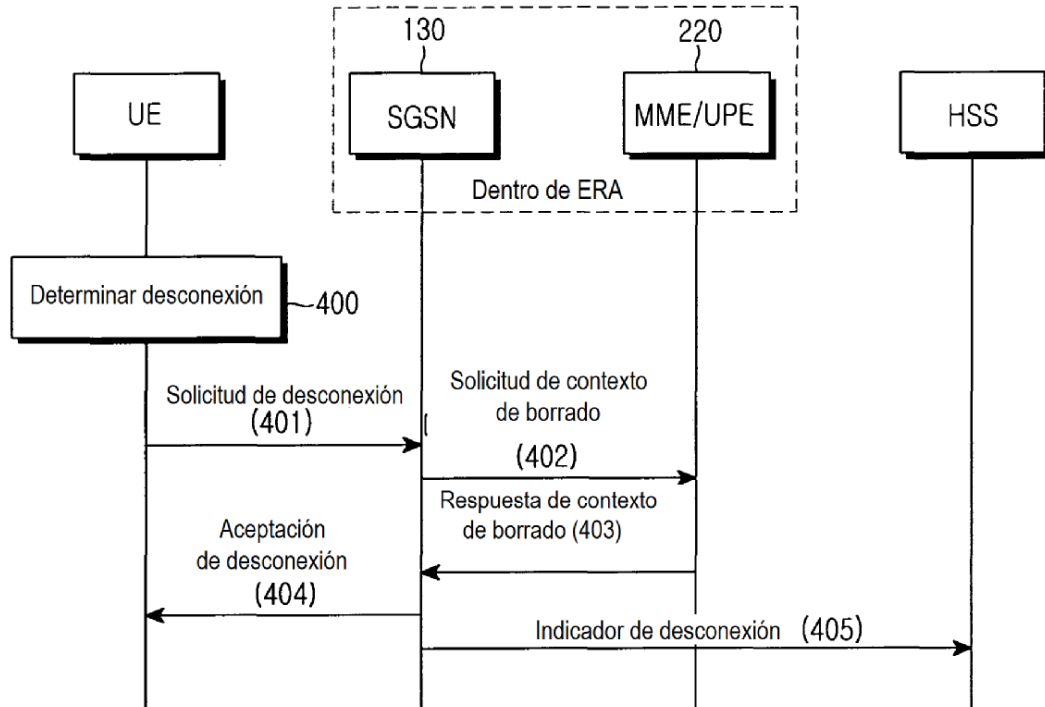 130
220
UE
SGSN
MME/UPE
HSS
Dentro de ERA
Determinar desconexión
400
Solicitud de desconexión
(401)
Solicitud de contexto
de borrado
(402)
Respuesta de contexto
de borrado (403)
Aceptación
de desconexión
(404)
Indicador de desconexión (405)